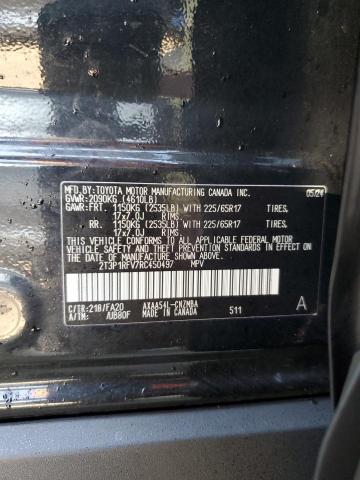 MFD.BY:TOYOTA MOTOR MANUFACTURING CANADA INC.
GVWR:2090KG (4610LB) 05/24
GAWR:FRT. 1150KG (2535LB) WITH 225/65R17 TIRES,
17x7.0J RIMS,
RR. 1150KG (2535LB) WITH 225/65R17 TIRES,
17x7.0J RIMS,
THIS VEHICLE CONFORMS TO ALL APPLICABLE FEDERAL MOTOR VEHICLE SAFETY, BUMPER, AND THEFT PREVENTION STANDARDS IN EFFECT ON THE DATE OF MANUFACTURE SHOWN ABOVE.
2T3P1RFV7RC450497 MPV
C/TR:218/FA20 AXAA54L-CNZMBA
A/TM: /UB80F MADE IN CANADA 511 A